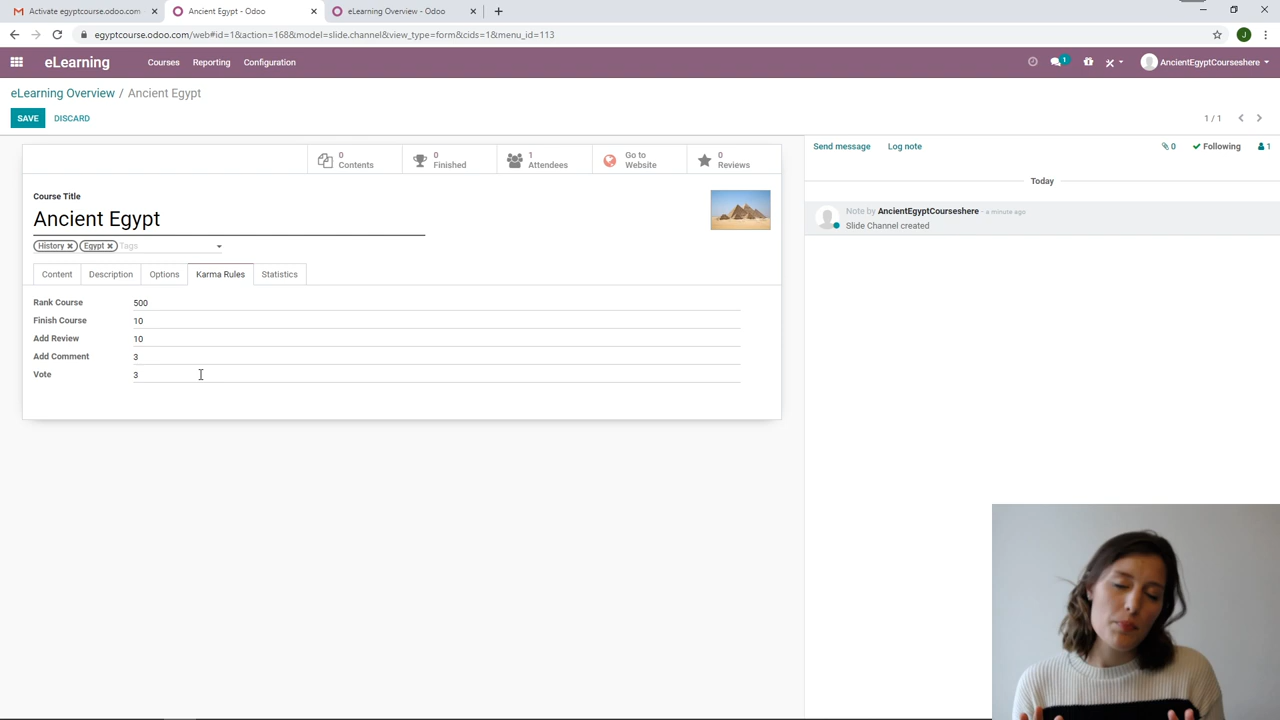 Activate egyptcourse.odoo.com
Ancient Egypt - Odoo
eLearning Overview - Odoo
egyptcourse.odoo.com/web#id=1&action=168&model=slide.channel&view_type=form&cids=1&menu_id=113
J
eLearning
Courses
Reporting
Configuration
1
AncientEgyptCourseshere
eLearning Overview / Ancient Egypt
SAVE
DISCARD
1 / 1
0
Contents
0
Finished
1
Attendees
Go to
Website
0
Reviews
Send message
Log note
0
Following
1
Today
Note by AncientEgyptCourseshere - a minute ago
Slide Channel created
Course Title
Ancient Egypt
History
Egypt
Tags
Content
Description
Options
Karma Rules
Statistics
Rank Course 500
Finish Course 10
Add Review 10
Add Comment 3
Vote 3